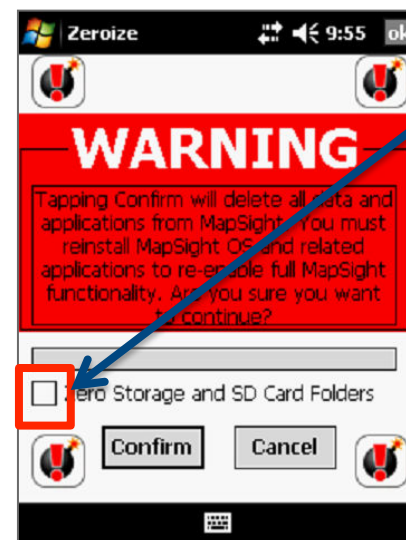 Zeroize 9:55 ok
WARNING
Tapping Confirm will delete all data and
applications from MapSight. You must
reinstall MapSight OS and related
applications to re-enable full MapSight
functionality. Are you sure you want
to continue?
Zero Storage and SD Card Folders
Confirm Cancel